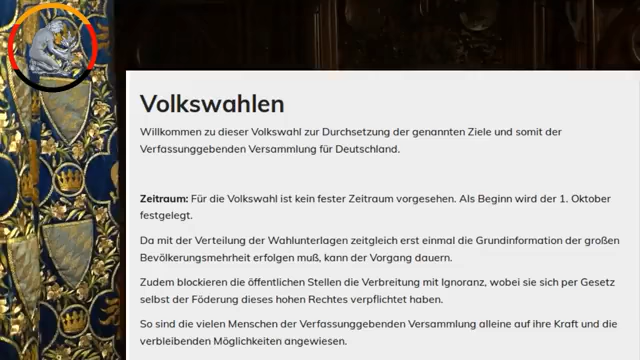 Volkswahlen
Willkommen zu dieser Volkswahl zur Durchsetzung der genannten Ziele und somit der
Verfassunggebenden Versammlung für Deutschland.
Zeitraum: Für die Volkswahl ist kein fester Zeitraum vorgesehen. Als Beginn wird der 1. Oktober
festgelegt.
Da mit der Verteilung der Wahlunterlagen zeitgleich erst einmal die Grundinformation der großen
Bevölkerungsmehrheit erfolgen muß, kann der Vorgang dauern.
Zudem blockieren die öffentlichen Stellen die Verbreitung mit Ignoranz, wobei sie sich per Gesetz
selbst der Föderung dieses hohen Rechtes verpflichtet haben.
So sind die vielen Menschen der Verfassunggebenden Versammlung alleine auf ihre Kraft und die
verbleibenden Möglichkeiten angewiesen.